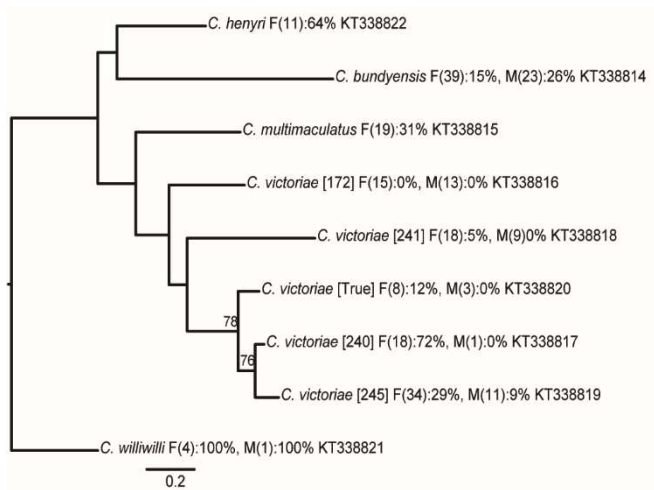 C. henyri F(11):64% KT338822
C. bundyensis F(39):15%, M(23):26% KT338814
C. multimaculatus F(19):31% KT338815
C. victoriae [172] F(15):0%, M(13):0% KT338816
C. victoriae [241] F(18):5%, M(9)0% KT338818
C. victoriae [True] F(8):12%, M(3):0% KT338820
78
C. victoriae [240] F(18):72%, M(1):0% KT338817
76
C. victoriae [245] F(34):29%, M(11):9% KT338819
C. williwilli F(4):100%, M(1):100% KT338821
0.2